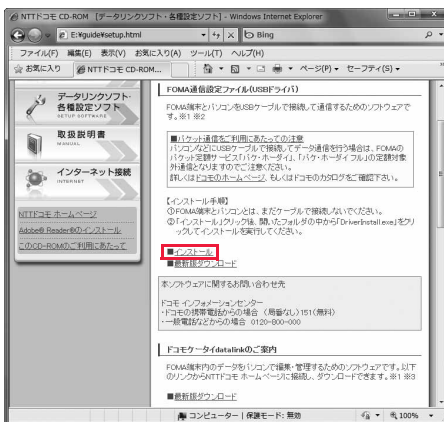 NTTドコモ CD-ROM [データリンクソフト・各種設定ソフト] - Windows Internet Explorer
E:¥guide¥setup.html
Bing
ファイル(F) 編集(E) 表示(V) お気に入り(A) ツール(T) ヘルプ(H)
お気に入り
NTTドコモ CD-ROM...
ページ(P)
セーフティ(S)
データリンクソフト・
各種設定ソフト
SETUP SOFTWARE
取扱説明書
MANUAL
インターネット接続
INTERNET
NTTドコモ ホームページ
Adobe Reader®のインストール
このCD-ROMのご利用にあたって
FOMA通信設定ファイル(USBドライバ)
FOMA端末とパソコンをUSBケーブルで接続して通信するためのソフトウェアで
す。※1 ※2
■パケット通信をご利用にあたっての注意
パソコンなどにUSBケーブルで接続してデータ通信を行う場合は、FOMAの
パケット定額サービス「パケ・ホーダイ」、「パケ・ホーダイフル」の定額対象
外通信となりますのでご注意ください。
詳しくはドコモのホームページ、もしくはドコモのカタログをご確認下さい。
【インストール手順】
①FOMA端末とパソコンとは、まだケーブルで接続しないでください。
②「インストール」クリック後、開いたフォルダの中から「DriverInstall.exe」をクリ
ックしてインストールを実行してください。
■インストール
■最新版ダウンロード
本ソフトウェアに関するお問い合わせ先
ドコモ インフォメーションセンター
・ドコモの携帯電話からの場合 (局番なし)151(無料)
・一般電話などからの場合 0120-800-000
ドコモケータイdatalinkのご案内
FOMA端末内のデータをパソコンで編集・管理するためのソフトウェアです。以下
のリンクからNTTドコモ ホームページに接続し、ダウンロードできます。※1 ※3
■最新版ダウンロード
コンピューター | 保護モード: 無効
100%